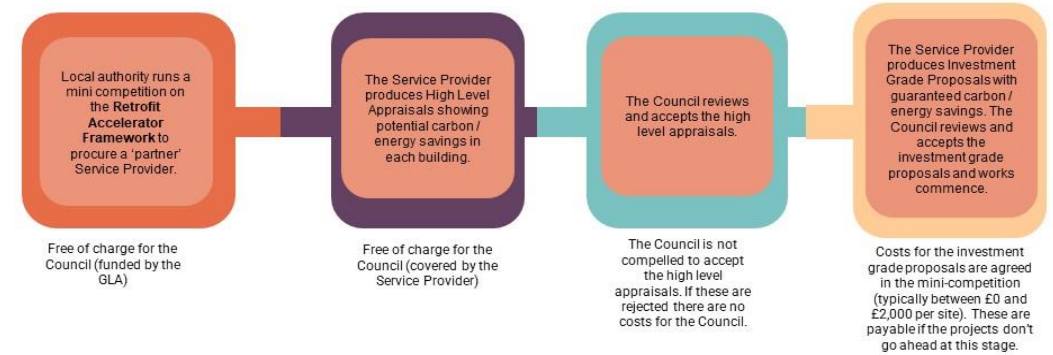 Local authority runs a
mini competition on
the Retrofit
Accelerator
Framework to
procure a 'partner'
Service Provider.
Free of charge for the
Council (funded by the
GLA)
The Service Provider
produces High Level
Appraisals showing
potential carbon /
energy savings in
each building.
Free of charge for the
Council (covered by the
Service Provider)
The Council reviews
and accepts the high
level appraisals.
The Council is not
compelled to accept
the high level
appraisals. If these are
rejected there are no
costs for the Council.
The Service Provider
produces Investment
Grade Proposals with
guaranteed carbon /
energy savings. The
Council reviews and
accepts the
investment grade
proposals and works
commence.
Costs for the investment
grade proposals are agreed
in the mini-competition
(typically between £0 and
£2,000 per site). These are
payable if the projects don't
go ahead at this stage.